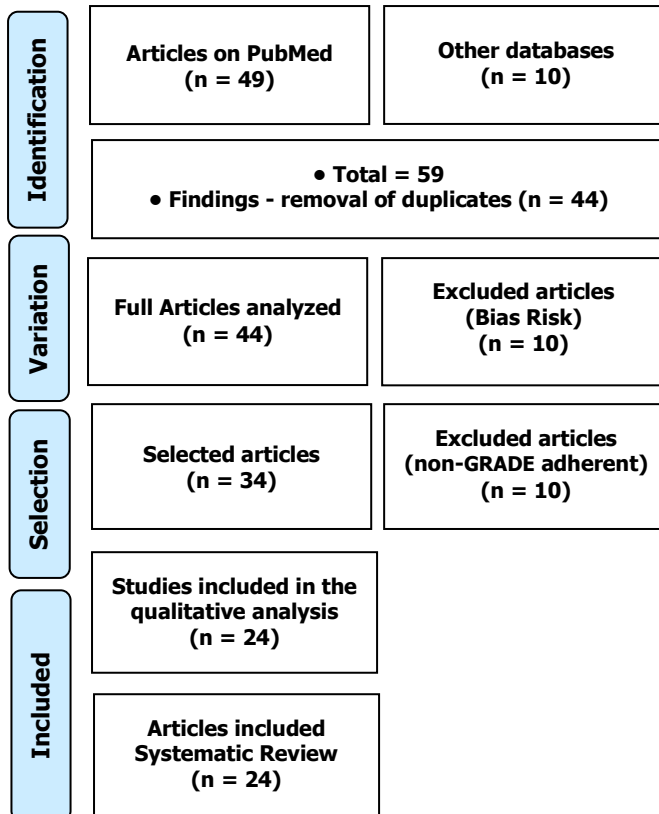 Identification
Articles on PubMed
(n = 49)
Other databases
(n = 10)
• Total = 59
• Findings - removal of duplicates (n = 44)
Variation
Full Articles analyzed
(n = 44)
Excluded articles
(Bias Risk)
(n = 10)
Selection
Selected articles
(n = 34)
Excluded articles
(non-GRADE adherent)
(n = 10)
Included
Studies included in the
qualitative analysis
(n = 24)
Articles included
Systematic Review
(n = 24)